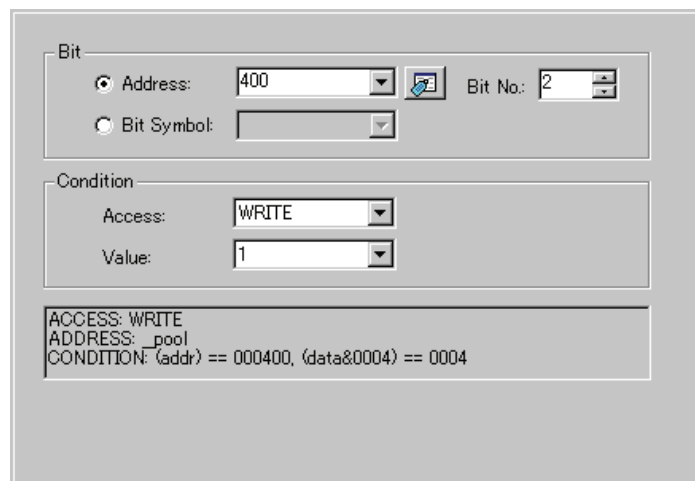 Bit
Address: 400 Bit No.: 2
Bit Symbol:
Condition
Access: WRITE
Value: 1
ACCESS: WRITE
ADDRESS: _pool
CONDITION: (addr) == 000400, (data&0004) == 0004